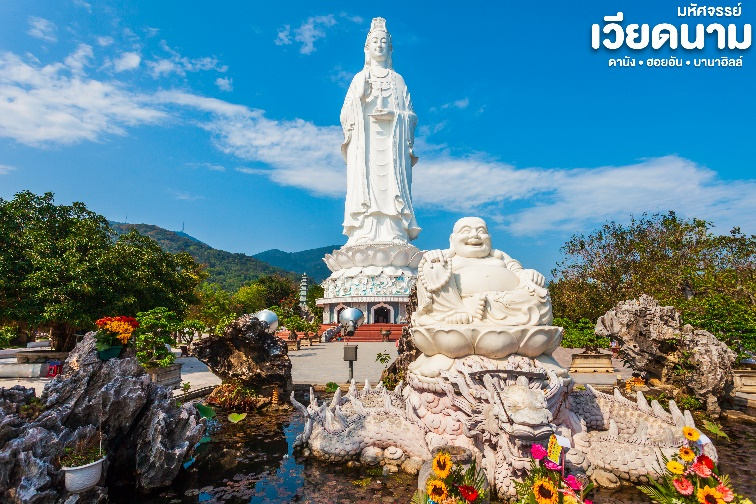 มหัศจรรย์
เวียดนาม
ดานัง • ฮอยอัน • บานาฮิลล์